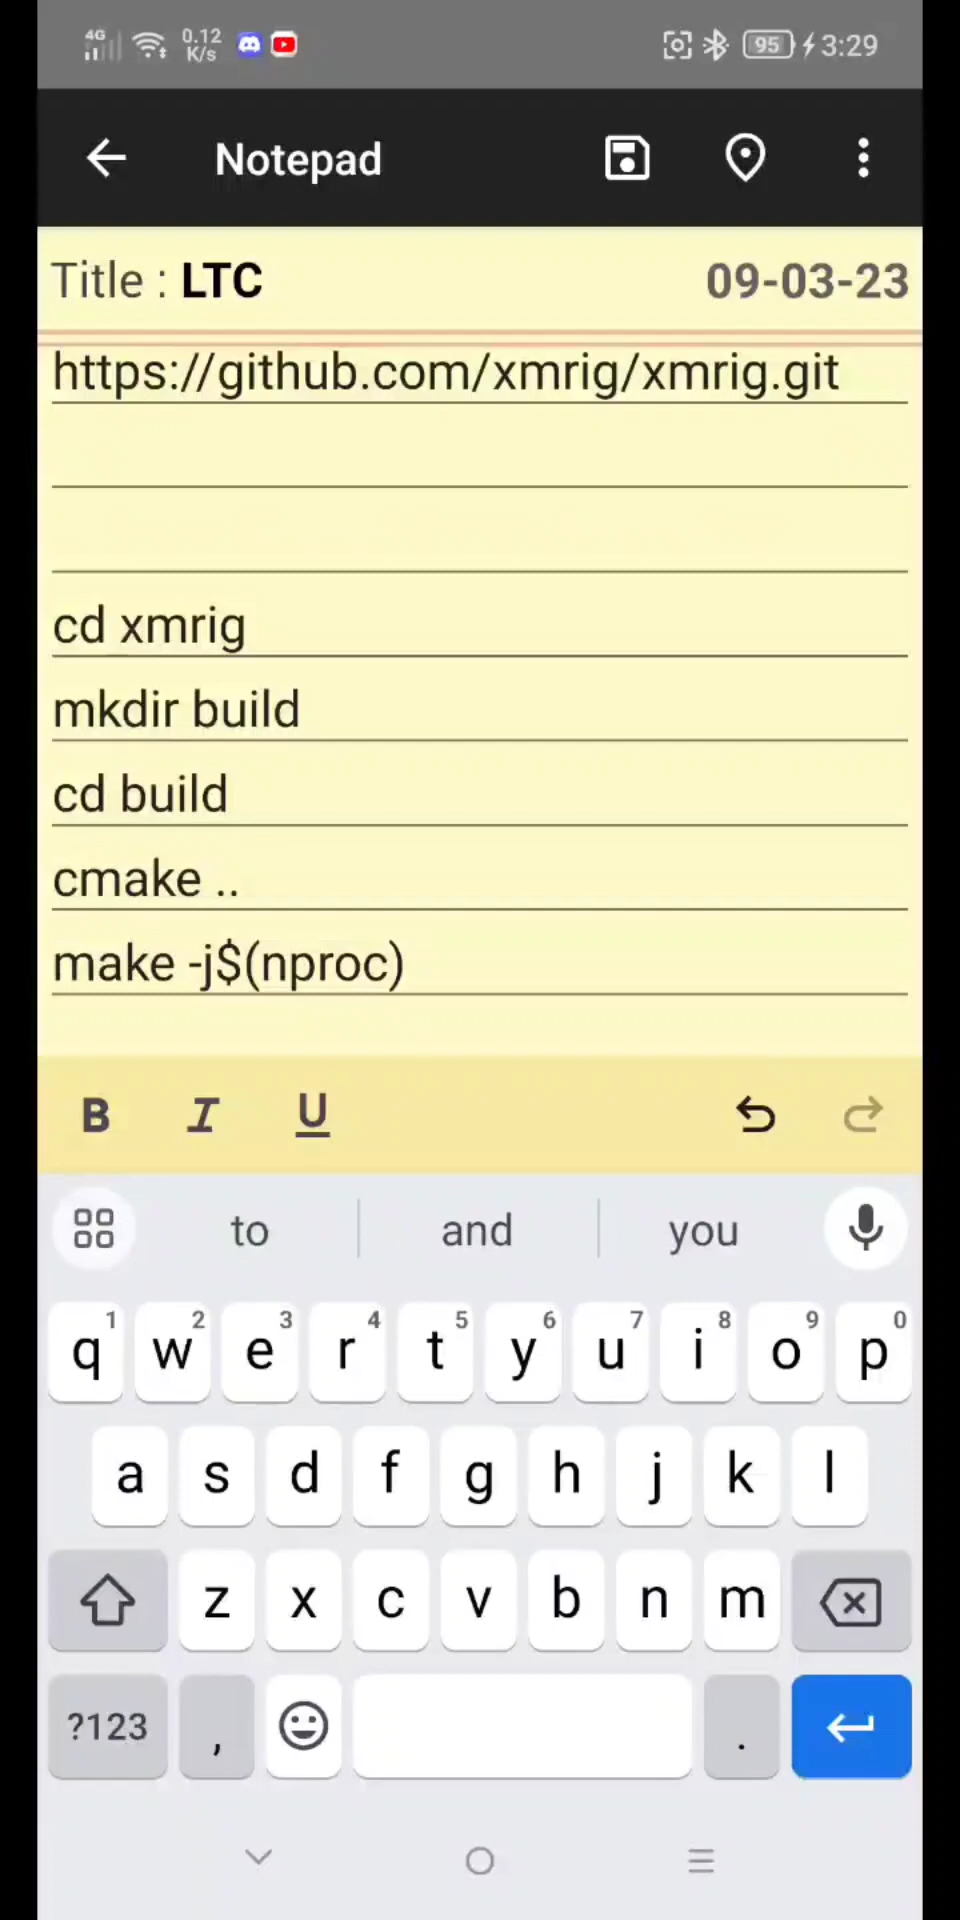 4G 0.12 K/s 95 3:29
Notepad
Title : LTC 09-03-23
https://github.com/xmrig/xmrig.git
cd xmrig
mkdir build
cd build
cmake ..
make -j$(nproc)
B I U
to and you
1 2 3 4 5 6 7 8 9 0
q w e r t y u i o p
a s d f g h j k l
z x c v b n m
?123 , .